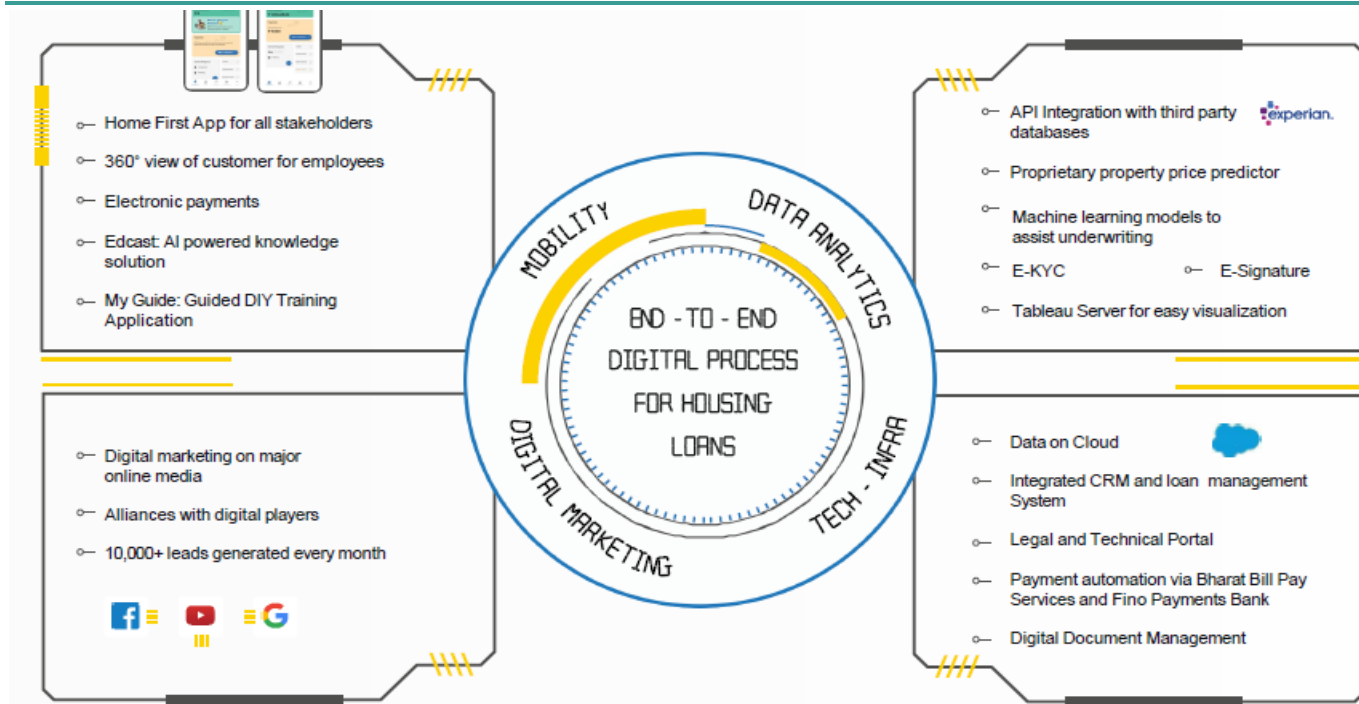 Home First App for all stakeholders
360° view of customer for employees
Electronic payments
Edcast: AI powered knowledge
solution
My Guide: Guided DIY Training
Application
API Integration with third party
databases
experian.
Proprietary property price predictor
Machine learning models to
assist underwriting
E-KYC
E-Signature
Tableau Server for easy visualization
MOBILITY
DATA ANALYTICS
END - TO - END
DIGITAL PROCESS
FOR HOUSING
LOANS
DIGITAL MARKETING
TECH - INFRA
Digital marketing on major
online media
Alliances with digital players
10,000+ leads generated every month
Data on Cloud
Integrated CRM and loan management
System
Legal and Technical Portal
Payment automation via Bharat Bill Pay
Services and Fino Payments Bank
Digital Document Management